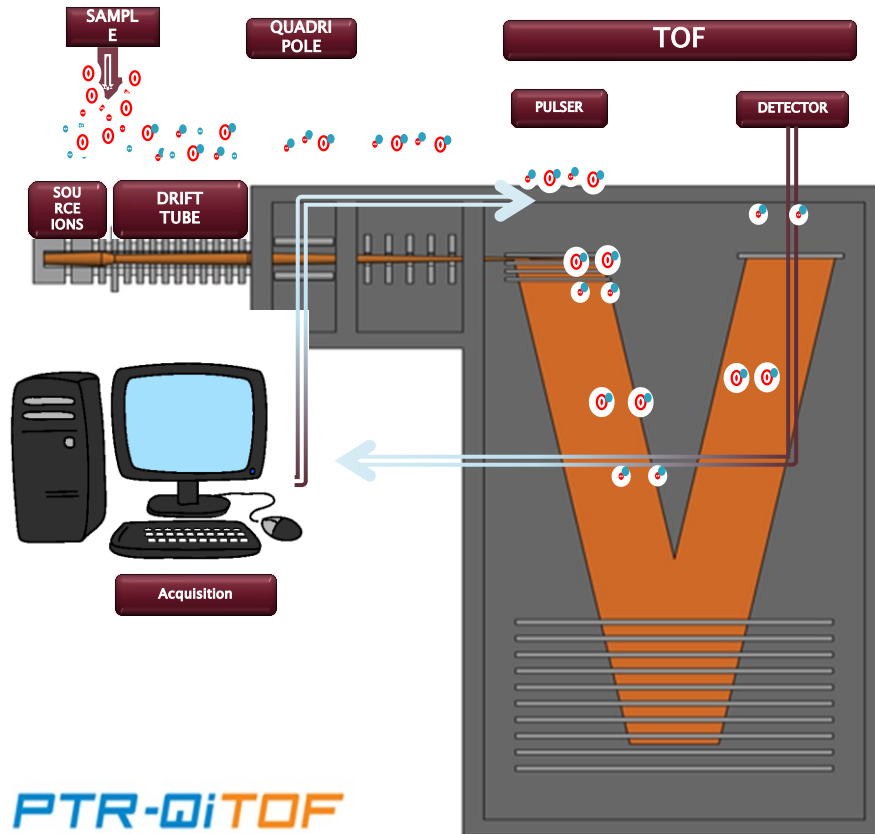 SAMPL
E
QUADRI
POLE
TOF
PULSER
DETECTOR
SOU
RCE
IONS
DRIFT
TUBE
Acquisition
PTR-QiTOF